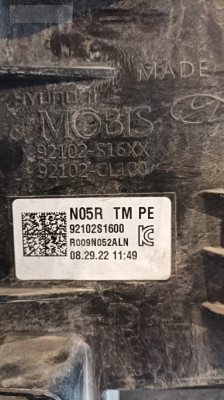 MADE
HYUNDAI
MOBIS
92102-S16XX
92102-CL100
N05R TM PE
92102S1600
R009N052ALN
08.29.22 11:49